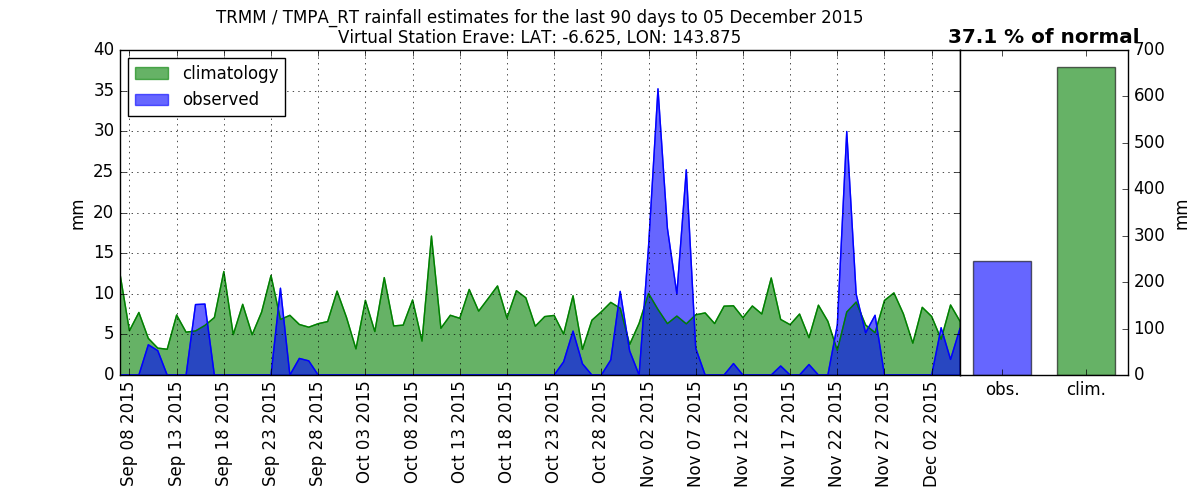 TRMM / TMPA_RT rainfall estimates for the last 90 days to 05 December 2015
Virtual Station Erave: LAT: -6.625, LON: 143.875
37.1 % of normal
climatology
observed
mm
40
35
30
25
20
15
10
5
0
Sep 08 2015
Sep 13 2015
Sep 18 2015
Sep 23 2015
Sep 28 2015
Oct 03 2015
Oct 08 2015
Oct 13 2015
Oct 18 2015
Oct 23 2015
Oct 28 2015
Nov 02 2015
Nov 07 2015
Nov 12 2015
Nov 17 2015
Nov 22 2015
Nov 27 2015
Dec 02 2015
700
600
500
400
300
200
100
0
mm
obs.
clim.